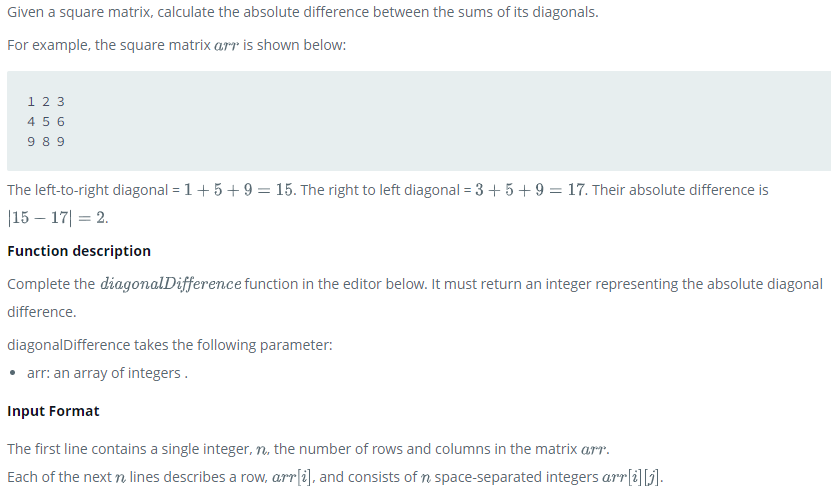 Given a square matrix, calculate the absolute difference between the sums of its diagonals.
For example, the square matrix arr is shown below:
1 2 3
4 5 6
9 8 9
The left-to-right diagonal = 1 + 5 + 9 = 15. The right to left diagonal = 3 + 5 + 9 = 17. Their absolute difference is
|15 − 17| = 2.
Function description
Complete the diagonalDifference function in the editor below. It must return an integer representing the absolute diagonal
difference.
diagonalDifference takes the following parameter:
• arr: an array of integers .
Input Format
The first line contains a single integer, n, the number of rows and columns in the matrix arr.
Each of the next n lines describes a row, arr[i], and consists of n space-separated integers arr[i][j].